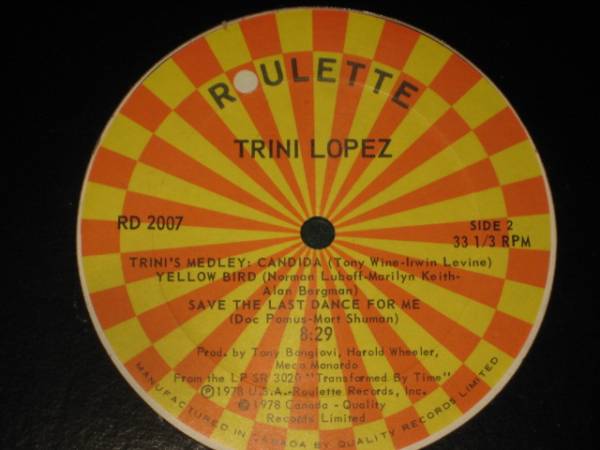 ROULETTE
TRINI LOPEZ
RD 2007
SIDE 2
33 1/3 RPM
TRINI'S MEDLEY: CANDIDA (Tony Wine-Irwin Levine)
YELLOW BIRD (Norman Luboff-Marilyn Keith-
Alan Bergman)
SAVE THE LAST DANCE FOR ME
(Doc Pomus-Mort Shuman)
8:29
Prod. by Tony Bongiovi, Harold Wheeler,
Meco Monardo
From the LP SR 3020 "Transformed By Time"
℗1978 U.S.A.-Roulette Records, Inc.
©1978 Canada - Quality
Records Limited
MANUFACTURED IN CANADA BY QUALITY RECORDS LIMITED